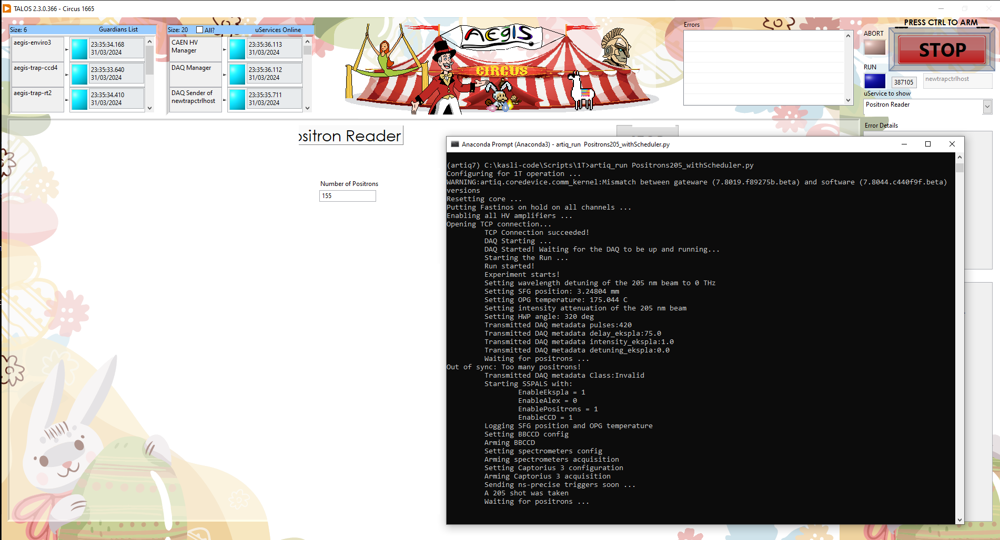 TALOS 2.3.0.366 - Circus 1665
Size: 6
Guardians List
aegis-enviro3
23:35:34.168
31/03/2024
aegis-trap-ccd4
23:35:33.640
31/03/2024
aegis-trap-rt2
23:35:34.410
31/03/2024
Size: 20
All?
uServices Online
CAEN HV
Manager
23:35:36.113
31/03/2024
DAQ Manager
23:35:36.112
31/03/2024
DAQ Sender of
newtrapctrlhost
23:35:35.711
31/03/2024
AEgIS
CIRCUS
Errors
PRESS CTRL TO ARM
ABORT
STOP
RUN
387105
newtrapctrlhost
uService to show
Positron Reader
Error Details
ositron Reader
Number of Positrons
155
Anaconda Prompt (Anaconda3) - artiq_run  Positrons205_withScheduler.py
(artiq7) C:\kasli-code\Scripts\1T>artiq_run Positrons205_withScheduler.py
Configuring for 1T operation ...
WARNING:artiq.coredevice.comm_kernel:Mismatch between gateware (7.8019.f89275b.beta) and software (7.8044.c440f9f.beta)
versions
Resetting core ...
Putting Fastinos on hold on all channels ...
Enabling all HV amplifiers ...
Opening TCP connection...
TCP Connection succeeded!
DAQ Starting ...
DAQ Started! Waiting for the DAQ to be up and running...
Starting the Run ...
Run started!
Experiment starts!
Setting wavelength detuning of the 205 nm beam to 0 THz
Setting SFG position: 3.24804 mm
Setting OPG temperature: 175.044 C
Setting intensity attenuation of the 205 nm beam
Setting HWP angle: 320 deg
Transmitted DAQ metadata pulses:420
Transmitted DAQ metadata delay_ekspla:75.0
Transmitted DAQ metadata intensity_ekspla:1.0
Transmitted DAQ metadata detuning_ekspla:0.0
Waiting for positrons ...
Out of sync: Too many positrons!
Transmitted DAQ metadata Class:Invalid
Starting SSPALS with:
EnableEkspla = 1
EnableAlex = 0
EnablePositrons = 1
EnableCCD = 1
Logging SFG position and OPG temperature
Setting BBCCD config
Arming BBCCD
Setting spectrometers config
Arming spectrometers acquisition
Setting Captorius 3 configuration
Arming Captorius 3 acquisition
Sending ns-precise triggers soon ...
A 205 shot was taken
Waiting for positrons ...